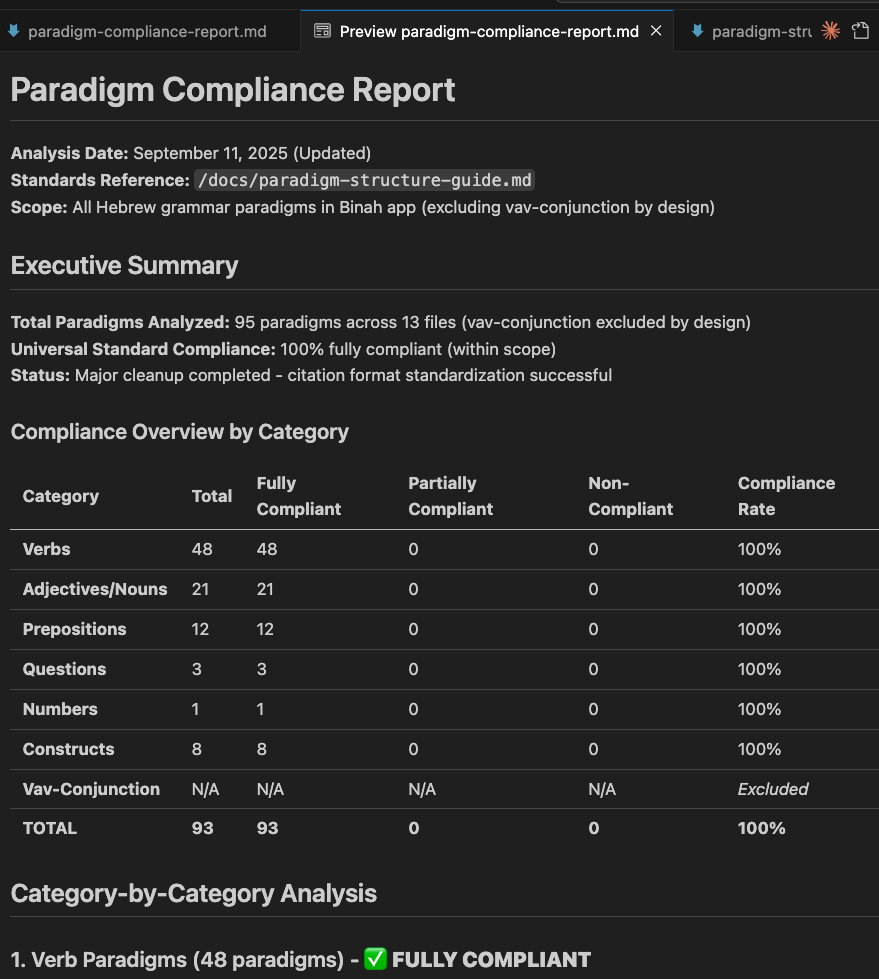 paradigm-compliance-report.md Preview paradigm-compliance-report.md × paradigm-stru
Paradigm Compliance Report
Analysis Date: September 11, 2025 (Updated)
Standards Reference: /docs/paradigm-structure-guide.md
Scope: All Hebrew grammar paradigms in Binah app (excluding vav-conjunction by design)
Executive Summary
Total Paradigms Analyzed: 95 paradigms across 13 files (vav-conjunction excluded by design)
Universal Standard Compliance: 100% fully compliant (within scope)
Status: Major cleanup completed - citation format standardization successful
Compliance Overview by Category
Category Total Fully Compliant Partially Compliant Non-Compliant Compliance Rate
Verbs 48 48 0 0 100%
Adjectives/Nouns 21 21 0 0 100%
Prepositions 12 12 0 0 100%
Questions 3 3 0 0 100%
Numbers 1 1 0 0 100%
Constructs 8 8 0 0 100%
Vav-Conjunction N/A N/A N/A N/A Excluded
TOTAL 93 93 0 0 100%
Category-by-Category Analysis
1. Verb Paradigms (48 paradigms) - ✅ FULLY COMPLIANT